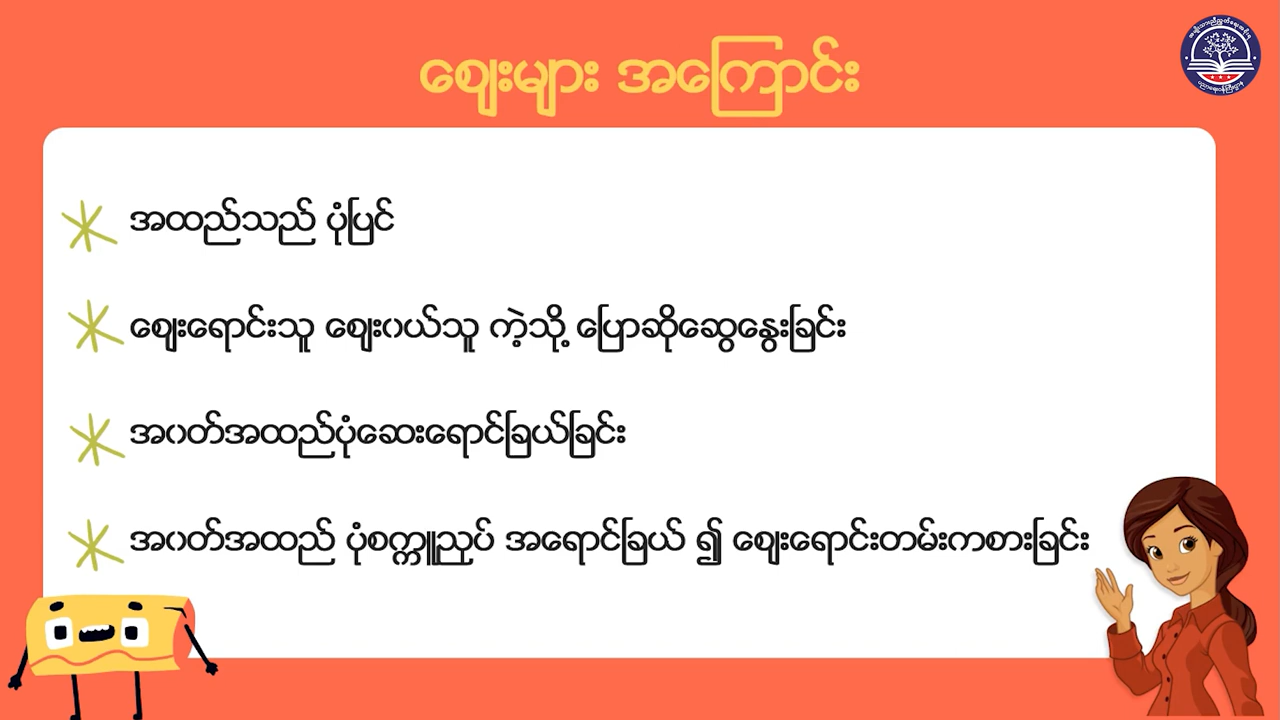 ဈေးများ အကြောင်း
အထည်သည် ပုံပြင်
ဈေးရောင်းသူ ဈေးဝယ်သူ ကဲ့သို့ ပြောဆိုဆွေးနွေးခြင်း
အဝတ်အထည်ပုံဆေးရောင်ခြယ်ခြင်း
အဝတ်အထည် ပုံစက္ကူညှပ် အရောင်ခြယ် ၍ ဈေးရောင်းတမ်းကစားခြင်း